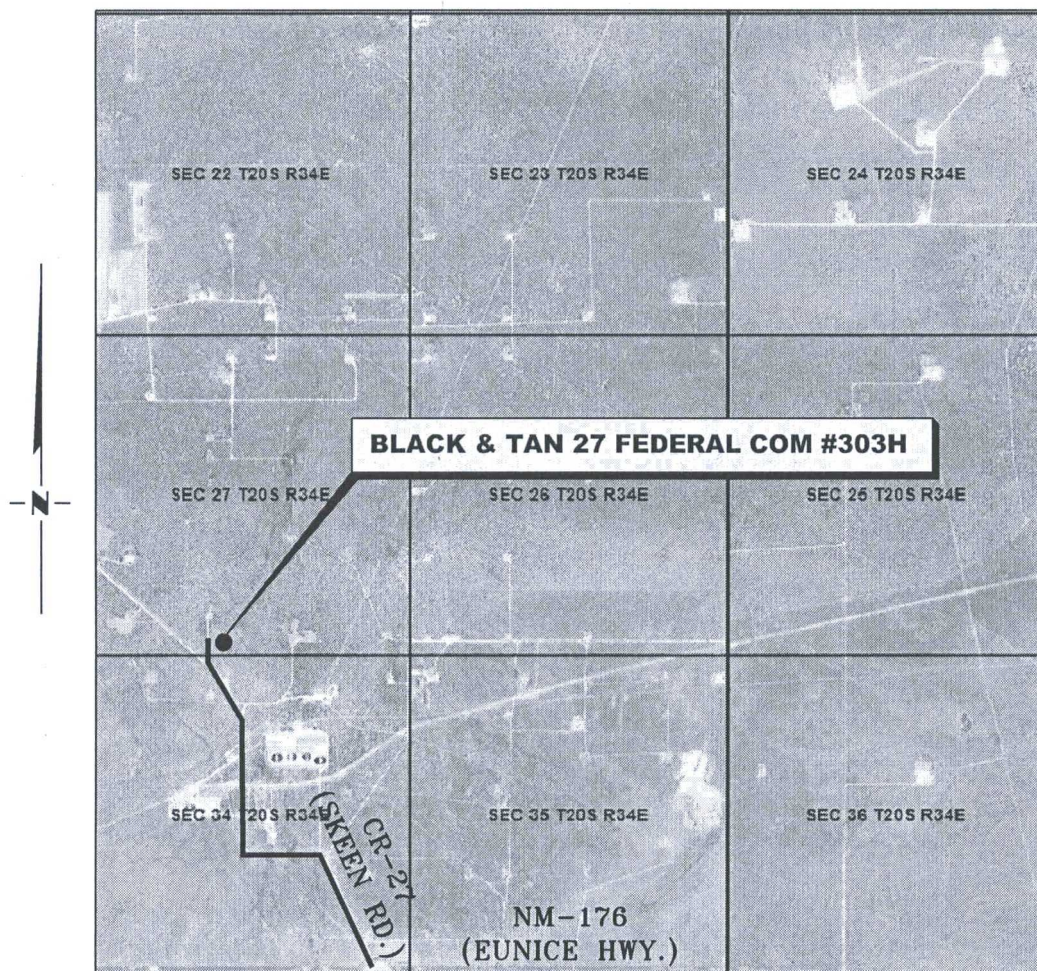 SEC 22 T20S R34E
SEC 23 T20S R34E
SEC 24 T20S R34E
BLACK & TAN 27 FEDERAL COM #303H
SEC 27 T20S R34E
SEC 26 T20S R34E
SEC 25 T20S R34E
N
SEC 34 T20S R34E
SEC 35 T20S R34E
SEC 36 T20S R34E
CR-27
(SKEEN RD.)
NM-176
(EUNICE HWY.)